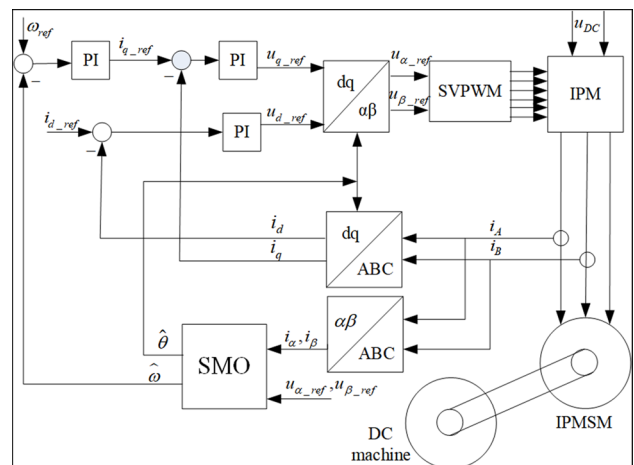 ω_ref
i_q_ref
u_q_ref
PI
PI
u_DC
dq
αβ
u_α_ref
u_β_ref
SVPWM
IPM
i_d_ref
u_d_ref
PI
i_d
i_q
dq
ABC
i_A
i_B
αβ
ABC
θ̂
ω̂
SMO
i_α, i_β
u_α_ref, u_β_ref
DC
machine
IPMSM